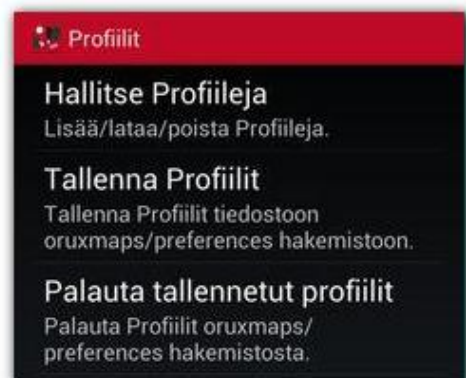 Profiilit
Hallitse Profiileja
Lisää/lataa/poista Profiileja.
Tallenna Profiilit
Tallenna Profiilit tiedostoon
oruxmaps/preferences hakemistoon.
Palauta tallennetut profiilit
Palauta Profiilit oruxmaps/
preferences hakemistosta.